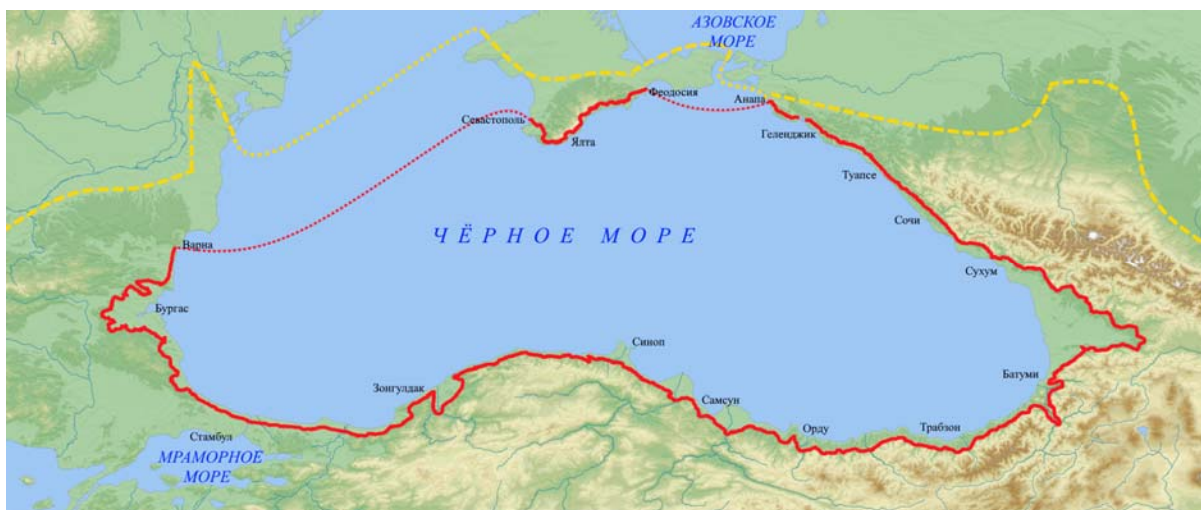 АЗОВСКОЕ
МОРЕ
Феодосия
Анапа
Севастополь
Геленджик
Ялта
Туапсе
Сочи
ЧЁРНОЕ МОРЕ
Варна
Сухум
Бургас
Синоп
Батуми
Зонгулдак
Самсун
Орду
Трабзон
Стамбул
МРАМОРНОЕ
МОРЕ